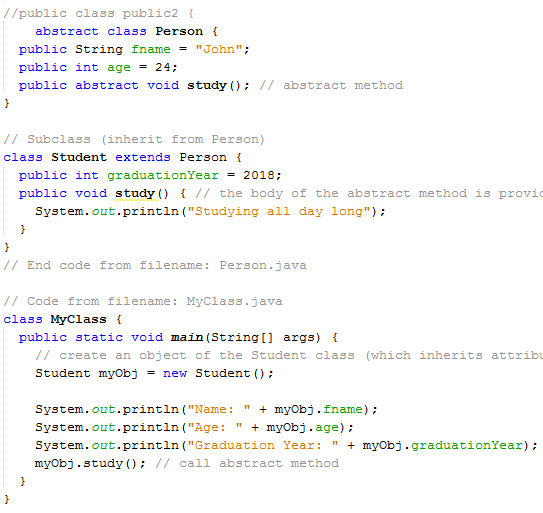 //public class public2 {
    abstract class Person {
  public String fname = "John";
  public int age = 24;
  public abstract void study(); // abstract method
}

// Subclass (inherit from Person)
class Student extends Person {
  public int graduationYear = 2018;
  public void study() { // the body of the abstract method is
    System.out.println("Studying all day long");
  }
}
// End code from filename: Person.java

// Code from filename: MyClass.java
class MyClass {
  public static void main(String[] args) {
    // create an object of the Student class (which inherits
    Student myObj = new Student();

    System.out.println("Name: " + myObj.fname);
    System.out.println("Age: " + myObj.age);
    System.out.println("Graduation Year: " + myObj.graduationYear);
    myObj.study(); // call abstract method
  }
}